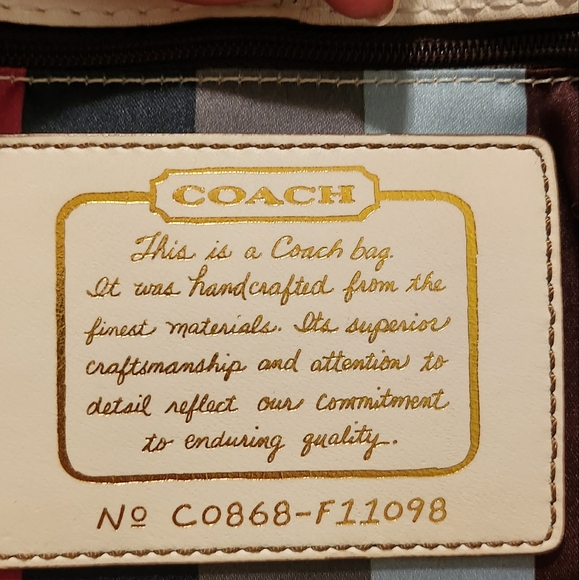 COACH
This is a Coach bag.
It was handcrafted from the
finest materials. Its superior
craftsmanship and attention to
detail reflect our commitment
to enduring quality.
Nº C0868-F11098